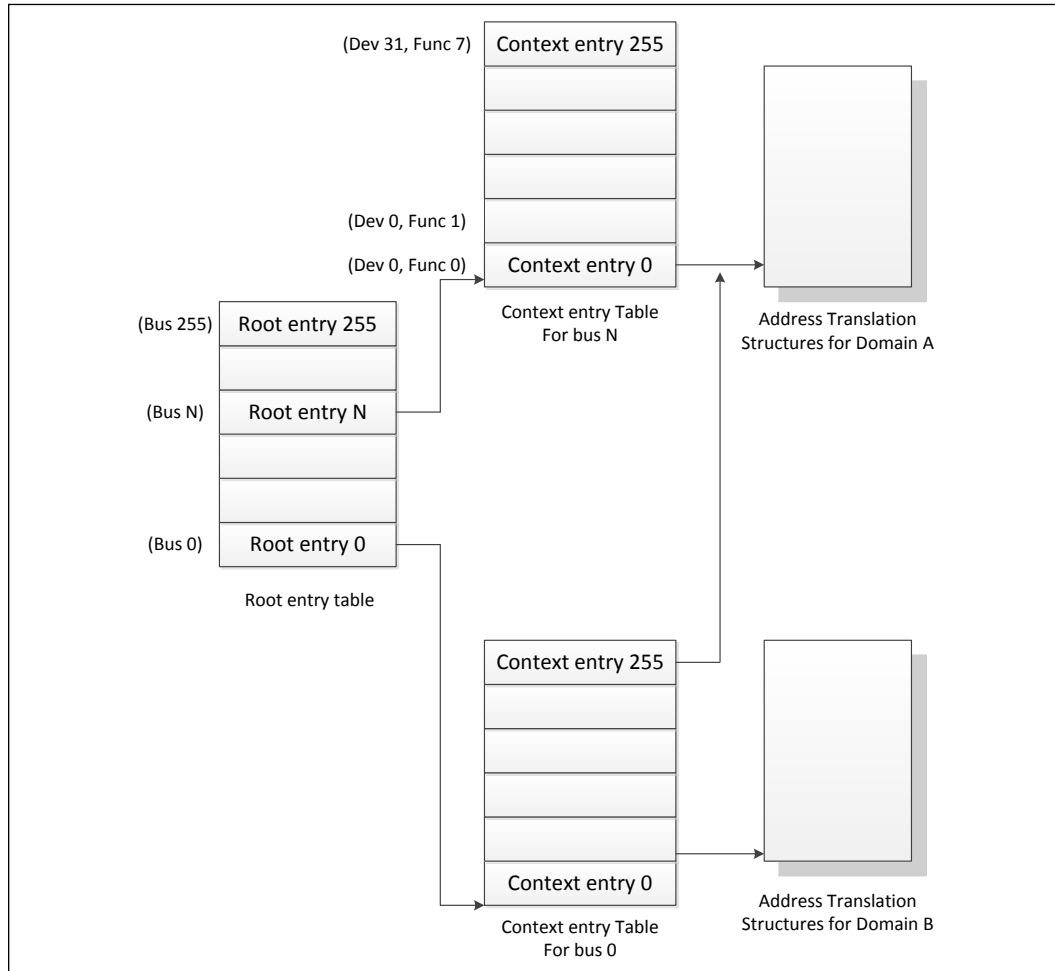 (Dev 31, Func 7)
Context entry 255
(Dev 0, Func 1)
(Dev 0, Func 0)
Context entry 0
Context entry Table
For bus N
Address Translation
Structures for Domain A
(Bus 255)
Root entry 255
(Bus N)
Root entry N
(Bus 0)
Root entry 0
Root entry table
Context entry 255
Context entry 0
Context entry Table
For bus 0
Address Translation
Structures for Domain B